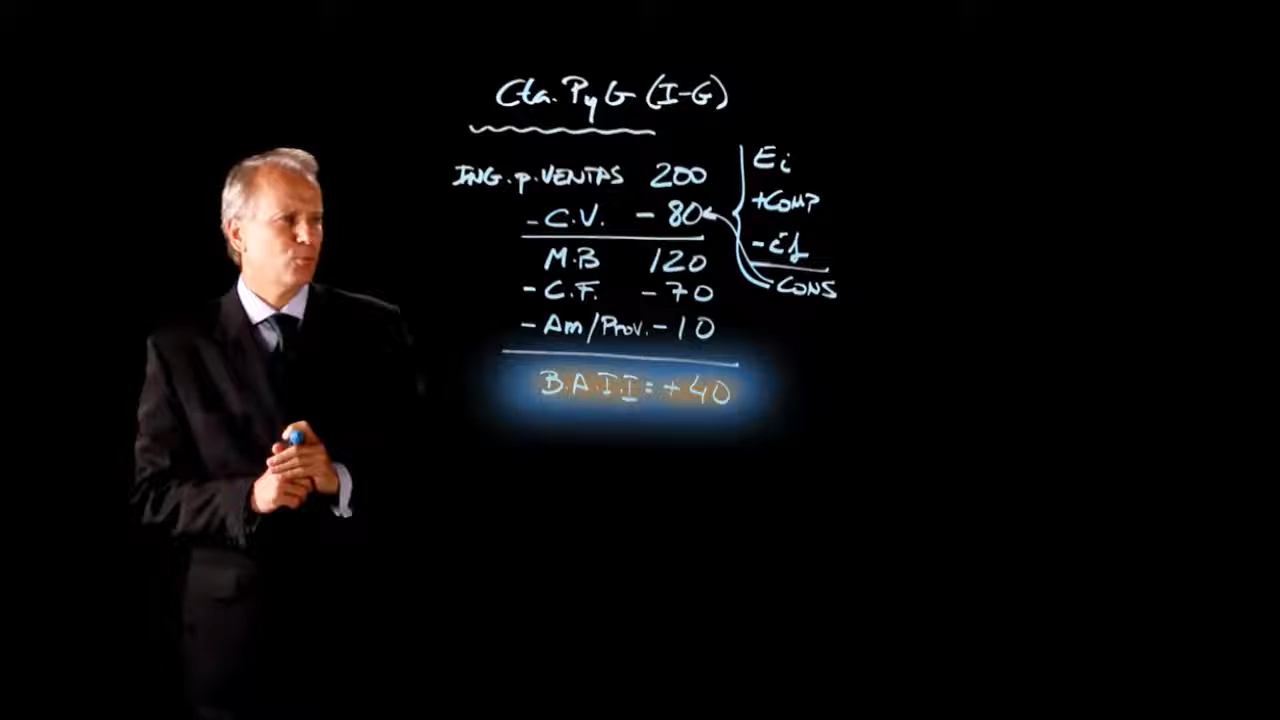 Cta. PyG (I-G)
ING. p. VENTAS 200
- C.V. - 80
M.B 120
- C.F. - 70
- Am/Prov. - 10
B.A.I.I = + 40
Ei
+ COMP
- Ef
CONS